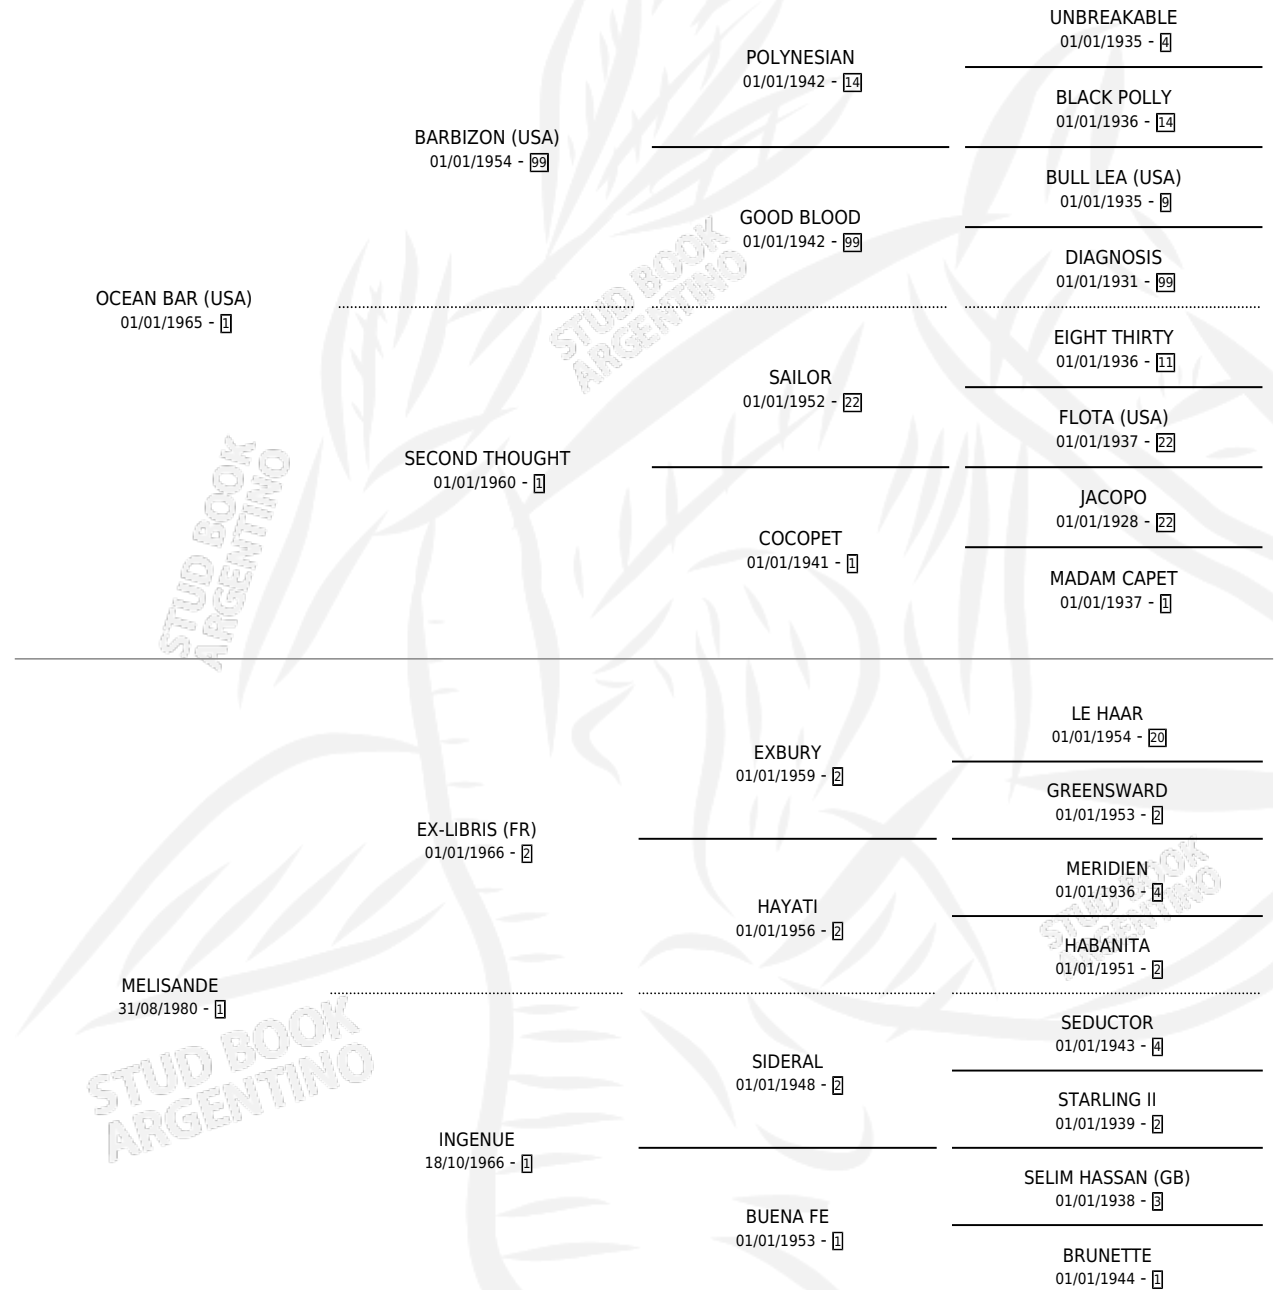 UNBREAKABLE
01/01/1935 - 4
POLYNESIAN
01/01/1942 - 14
BLACK POLLY
01/01/1936 - 14
BARBIZON (USA)
01/01/1954 - 99
BULL LEA (USA)
01/01/1935 - 9
GOOD BLOOD
01/01/1942 - 99
DIAGNOSIS
01/01/1931 - 99
OCEAN BAR (USA)
01/01/1965 - 1
EIGHT THIRTY
01/01/1936 - 11
SAILOR
01/01/1952 - 22
FLOTA (USA)
01/01/1937 - 22
SECOND THOUGHT
01/01/1960 - 1
JACOPO
01/01/1928 - 22
COCOPET
01/01/1941 - 1
MADAM CAPET
01/01/1937 - 1
LE HAAR
01/01/1954 - 20
EXBURY
01/01/1959 - 2
GREENSWARD
01/01/1953 - 2
EX-LIBRIS (FR)
01/01/1966 - 2
MERIDIEN
01/01/1936 - 4
HAYATI
01/01/1956 - 2
HABANITA
01/01/1951 - 2
MELISANDE
31/08/1980 - 1
SEDUCTOR
01/01/1943 - 4
SIDERAL
01/01/1948 - 2
STARLING II
01/01/1939 - 2
INGENUE
18/10/1966 - 1
SELIM HASSAN (GB)
01/01/1938 - 3
BUENA FE
01/01/1953 - 1
BRUNETTE
01/01/1944 - 1
STUD BOOK
ARGENTINO
STUD BOOK
ARGENTINO
STUD BOOK
ARGENTINO
STUD BOOK
ARGENTINO